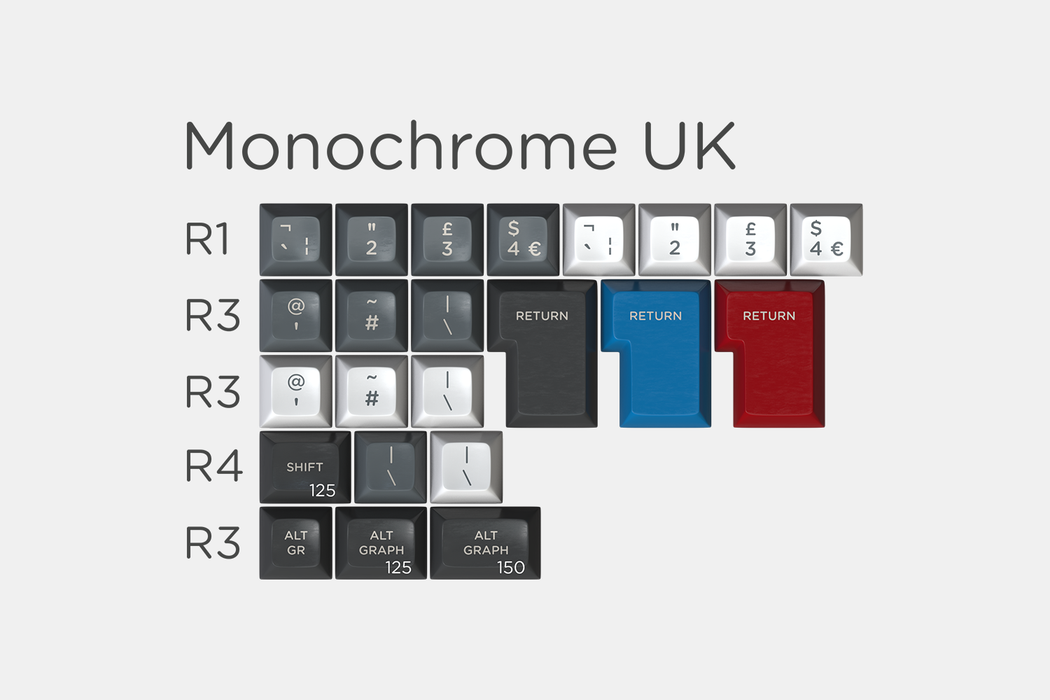 Monochrome UK
R1
¬
` ¦
"
2
£
3
$
4 €
¬
` ¦
"
2
£
3
$
4 €
R3
@
'
~
#
|
\
RETURN
RETURN
RETURN
R3
@
'
~
#
|
\
R4
SHIFT
125
|
\
|
\
R3
ALT
GR
ALT
GRAPH
125
ALT
GRAPH
150